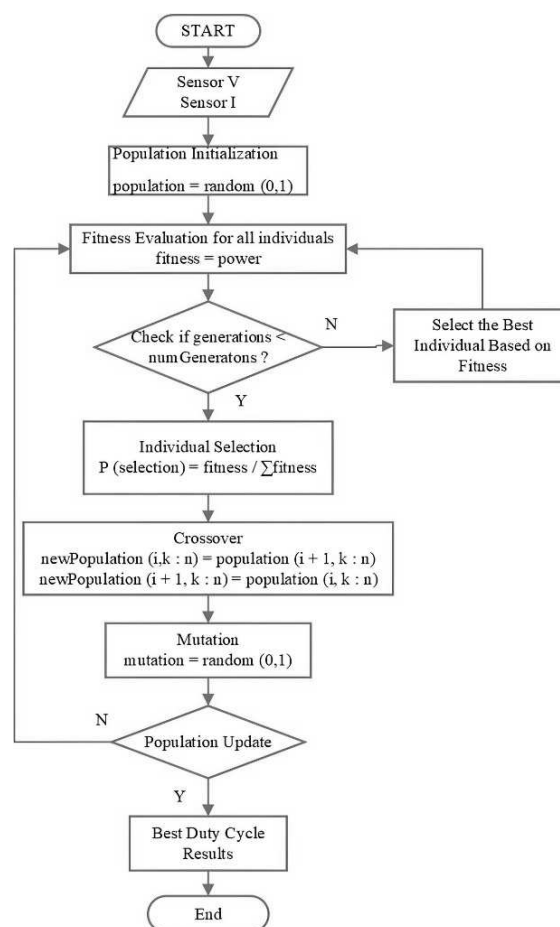 START
Sensor V
Sensor I
Population Initialization
population = random (0,1)
Fitness Evaluation for all individuals
fitness = power
Check if generations <
numGeneratons ?
N
Select the Best
Individual Based on
Fitness
Y
Individual Selection
P (selection) = fitness / ∑fitness
Crossover
newPopulation (i,k : n) = population (i + 1, k : n)
newPopulation (i + 1, k : n) = population (i, k : n)
Mutation
mutation = random (0,1)
N
Population Update
Y
Best Duty Cycle
Results
End